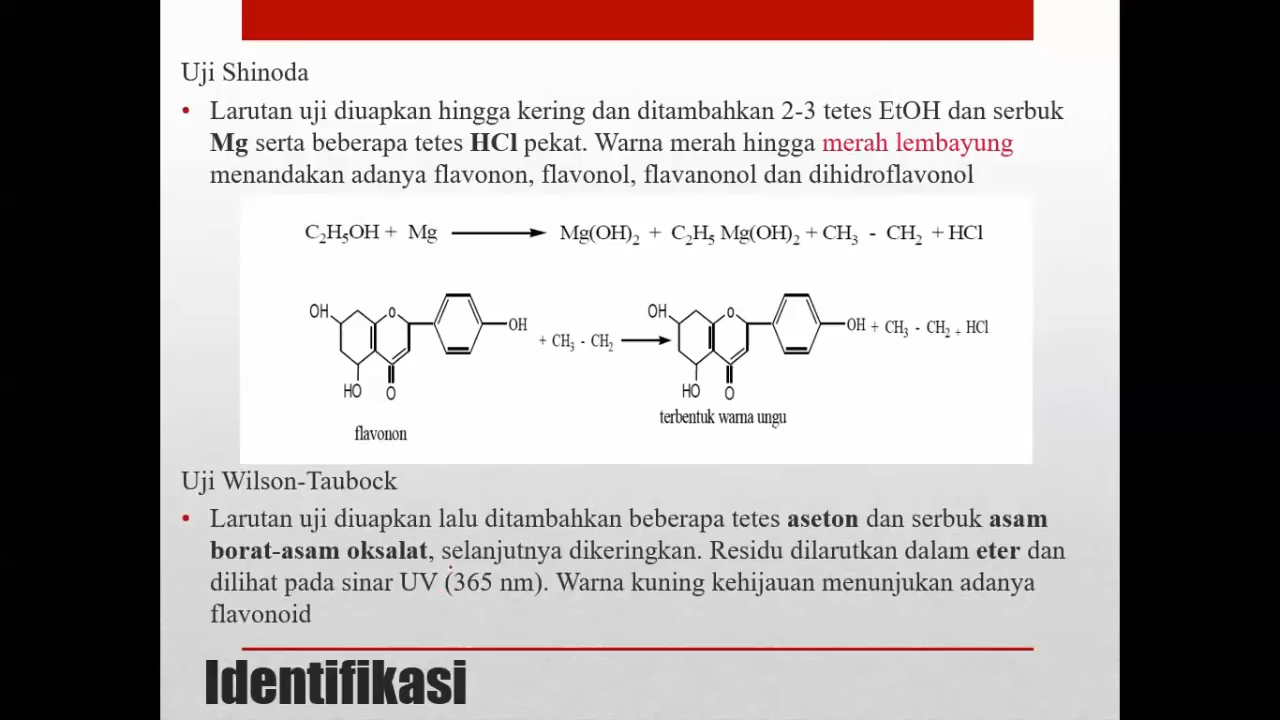 Uji Shinoda
• Larutan uji diuapkan hingga kering dan ditambahkan 2-3 tetes EtOH dan serbuk
Mg serta beberapa tetes HCl pekat. Warna merah hingga merah lembayung
menandakan adanya flavonon, flavonol, flavanonol dan dihidroflavonol
C₂H₅OH + Mg ⟶ Mg(OH)₂ + C₂H₅ Mg(OH)₂ + CH₃ - CH₂ + HCl
OH O OH + CH₃ - CH₂ ⟶ OH O OH + CH₃ - CH₂ + HCl
HO O HO O
flavonon terbentuk warna ungu
Uji Wilson-Taubock
• Larutan uji diuapkan lalu ditambahkan beberapa tetes aseton dan serbuk asam
borat-asam oksalat, selanjutnya dikeringkan. Residu dilarutkan dalam eter dan
dilihat pada sinar UV (365 nm). Warna kuning kehijauan menunjukan adanya
flavonoid
Identifikasi